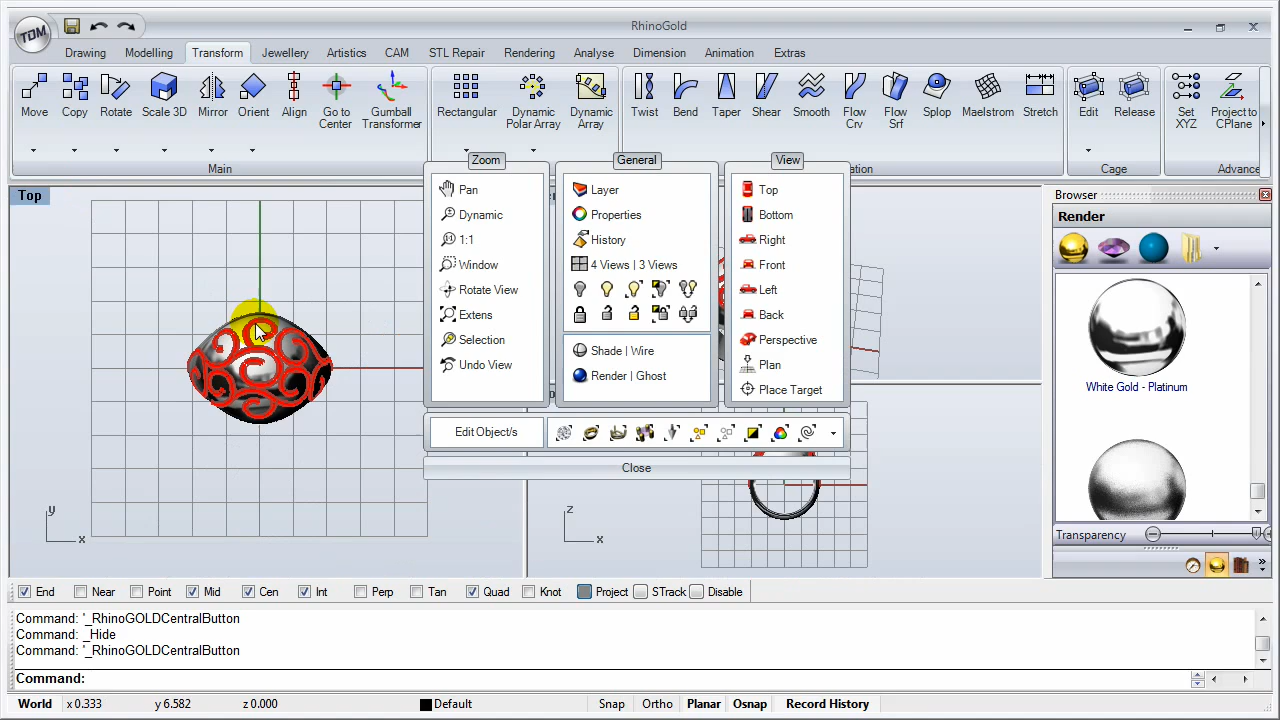 TDM
RhinoGold
Drawing Modelling Transform Jewellery Artistics CAM STL Repair Rendering Analyse Dimension Animation Extras
Move Copy Rotate Scale 3D Mirror Orient Align Go to Center Gumball Transformer Rectangular Dynamic Polar Array Dynamic Array Twist Bend Taper Shear Smooth Flow Crv Flow Srf Splop Maelstrom Stretch Edit Release Set XYZ Project to CPlane
Main ation Cage Advance
Zoom General View
Top
Pan Layer Top
Dynamic Properties Bottom
1:1 History Right
Window 4 Views | 3 Views Front
Rotate View Left
Extens Back
Selection Shade | Wire Perspective
Undo View Render | Ghost Plan
Place Target
Edit Object/s
Close
y
x
z
x
Browser
Render
White Gold - Platinum
Transparency
End Near Point Mid Cen Int Perp Tan Quad Knot Project STrack Disable
Command: '_RhinoGOLDCentralButton
Command: _Hide
Command: '_RhinoGOLDCentralButton
Command:
World x 0.333 y 6.582 z 0.000 Default Snap Ortho Planar Osnap Record History